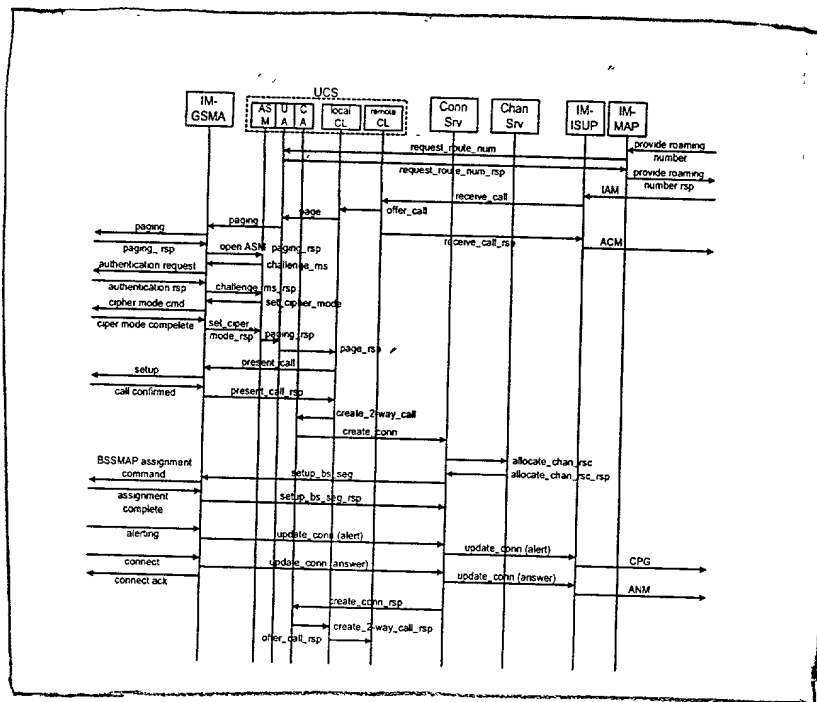 UCS
IM-
GSMA
AS
M
U
A
C
A
local
CL
remote
CL
Conn
Srv
Chan
Srv
IM-
ISUP
IM-
MAP
request_route_num
provide roaming
number
request_route_num_rsp
provide roaming
number rsp
IAM
receive_call
offer_call
page
paging
paging
receive_call_rsp
ACM
paging_rsp
open ASM
paging_rsp
authentication request
challenge_ms
authentication rsp
challenge_ms_rsp
cipher mode cmd
set_cipher_mode
ciper mode compelete
set_ciper_
mode_rsp
paging_rsp
page_rsp
present_call
setup
call confirmed
present_call_rsp
create_2-way_call
create_conn
allocate_chan_rsc
BSSMAP assignment
command
setup_bs_seg
allocate_chan_rsc_rsp
assignment
complete
setup_bs_seg_rsp
alerting
update_conn (alert)
update_conn (alert)
CPG
connect
update_conn (answer)
update_conn (answer)
connect ack
ANM
create_conn_rsp
create_2-way_call_rsp
offer_call_rsp